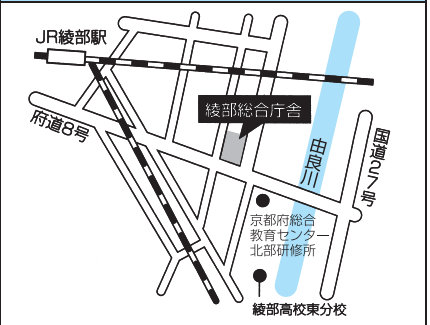 JR綾部駅
綾部総合庁舎
府道8号
国道27号
由良川
京都府総合
教育センター
北部研修所
綾部高校東分校